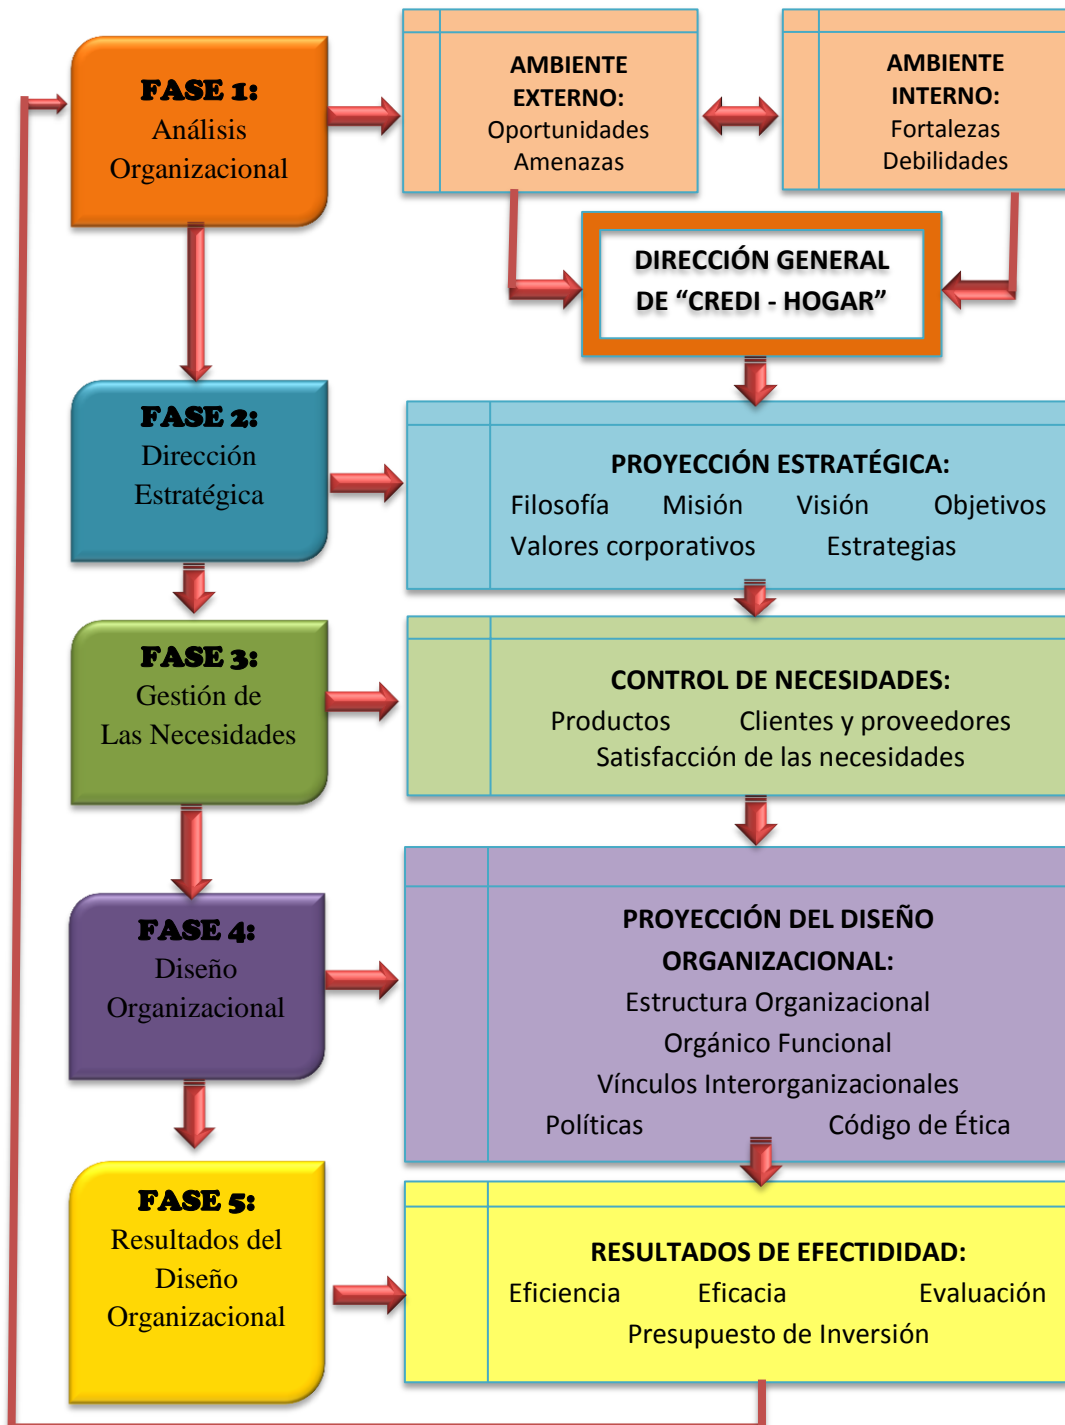 FASE 1:
Análisis
Organizacional
AMBIENTE
EXTERNO:
Oportunidades
Amenazas
AMBIENTE
INTERNO:
Fortalezas
Debilidades
DIRECCIÓN GENERAL
DE “CREDI - HOGAR”
FASE 2:
Dirección
Estratégica
PROYECCIÓN ESTRATÉGICA:
Filosofía Misión Visión Objetivos
Valores corporativos Estrategias
FASE 3:
Gestión de
Las Necesidades
CONTROL DE NECESIDADES:
Productos Clientes y proveedores
Satisfacción de las necesidades
FASE 4:
Diseño
Organizacional
PROYECCIÓN DEL DISEÑO
ORGANIZACIONAL:
Estructura Organizacional
Orgánico Funcional
Vínculos Interorganizacionales
Políticas Código de Ética
FASE 5:
Resultados del
Diseño
Organizacional
RESULTADOS DE EFECTIDIDAD:
Eficiencia Eficacia Evaluación
Presupuesto de Inversión